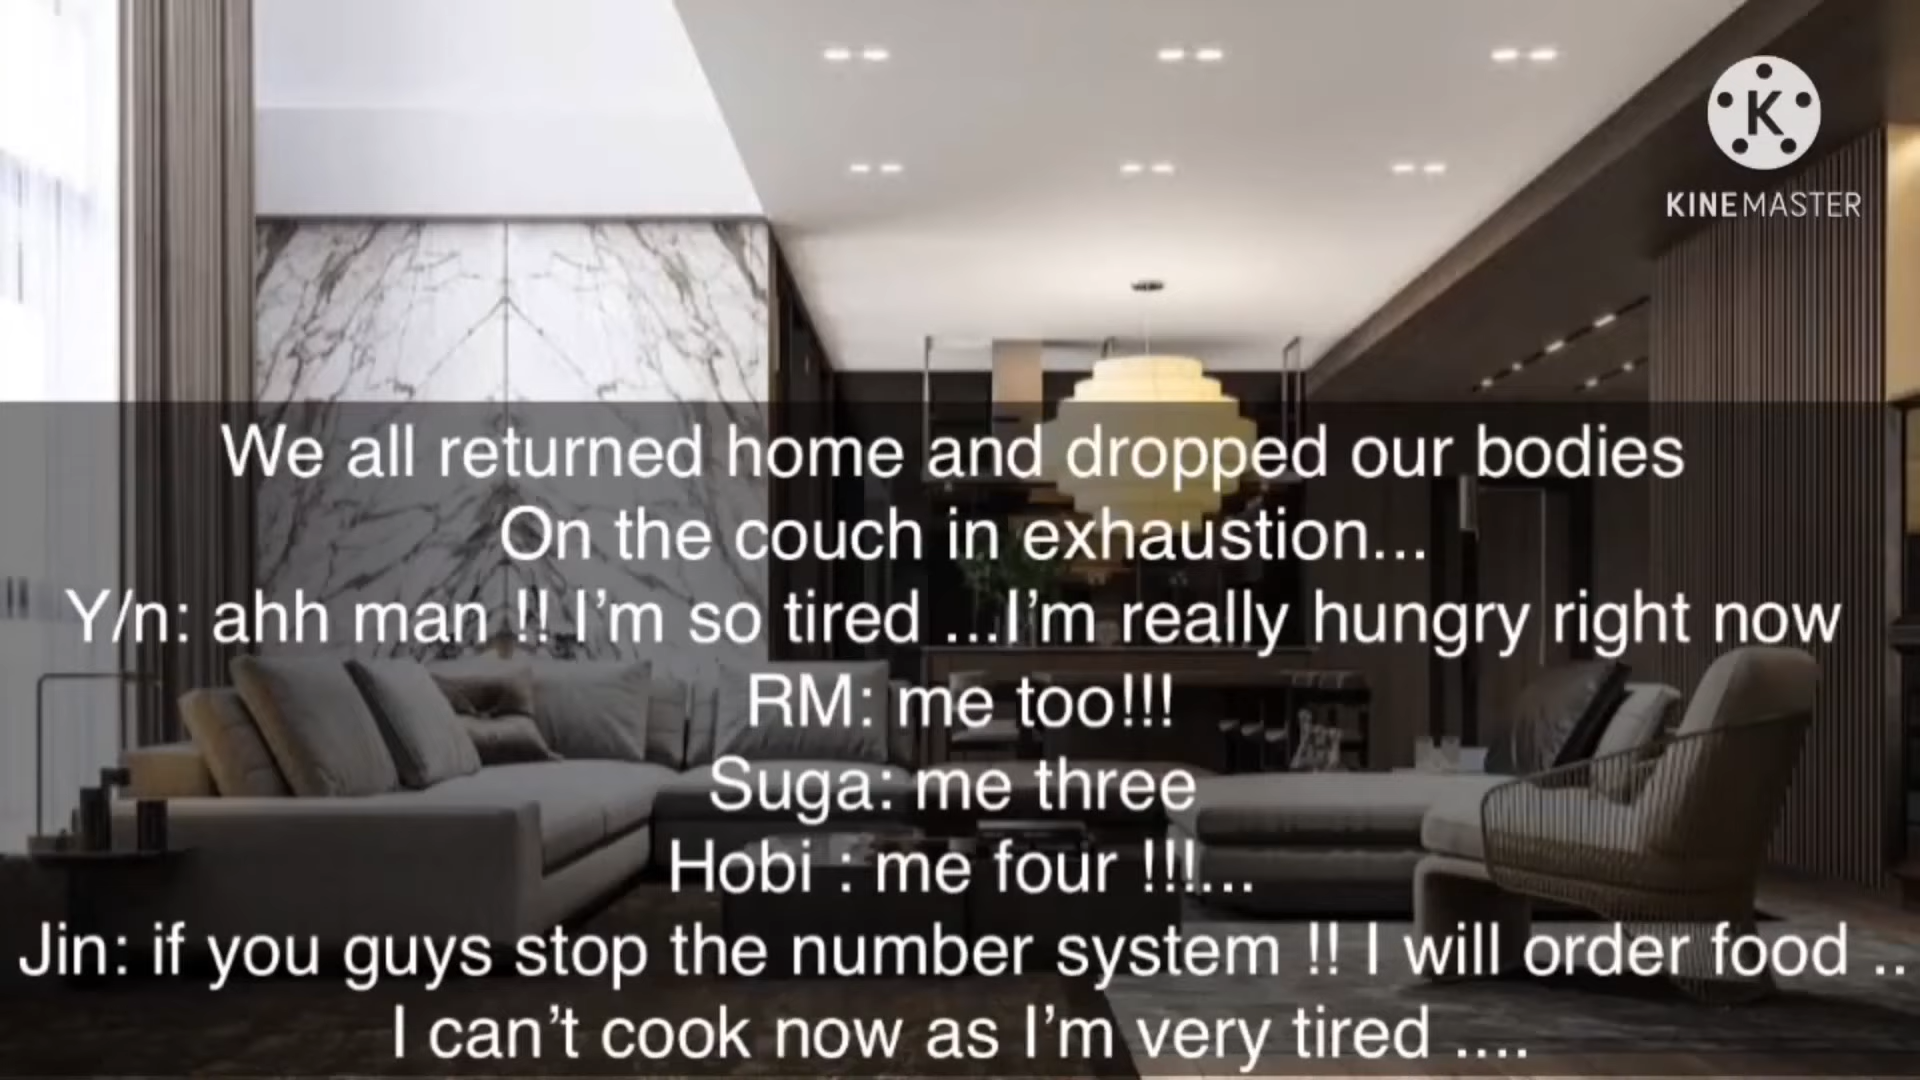 K
KINEMASTER
We all returned home and dropped our bodies
On the couch in exhaustion...
Y/n: ahh man !! I’m so tired ...I’m really hungry right now
RM: me too!!!
Suga: me three
Hobi : me four !!!...
Jin: if you guys stop the number system !! I will order food ..
I can’t cook now as I’m very tired ....